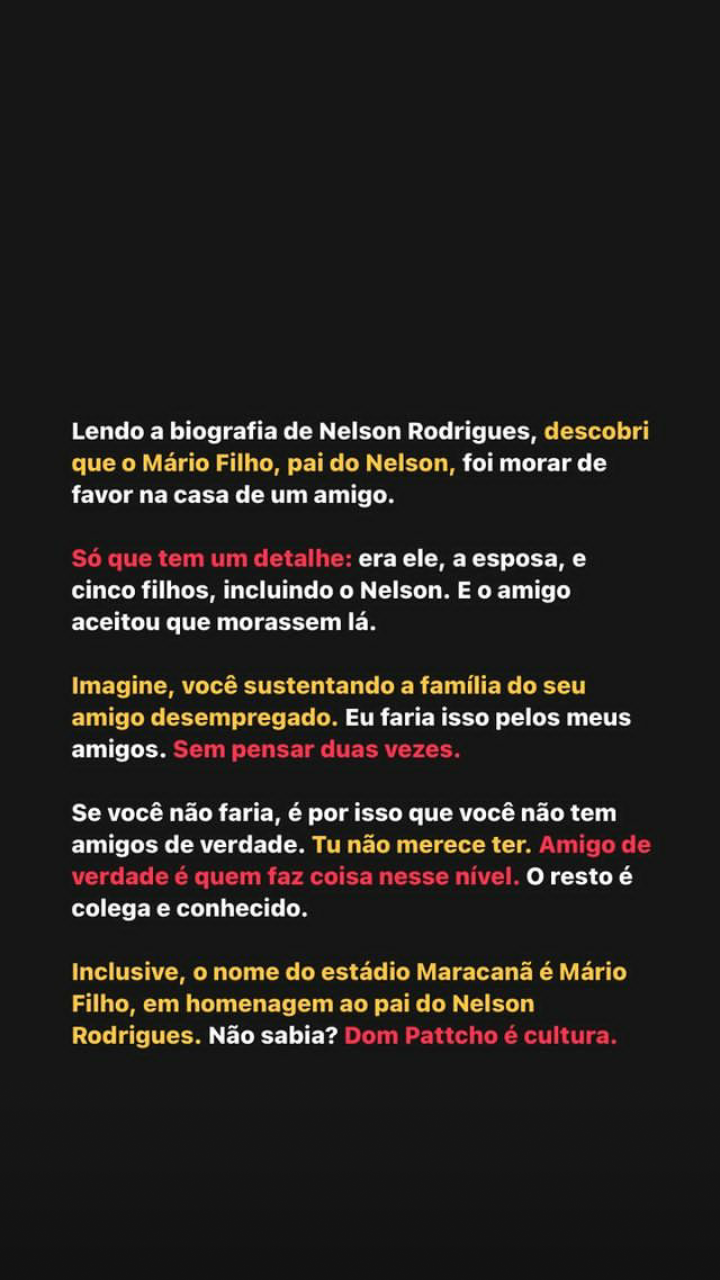 Lendo a biografia de Nelson Rodrigues, descobri
que o Mário Filho, pai do Nelson, foi morar de
favor na casa de um amigo.
Só que tem um detalhe: era ele, a esposa, e
cinco filhos, incluindo o Nelson. E o amigo
aceitou que morassem lá.
Imagine, você sustentando a família do seu
amigo desempregado. Eu faria isso pelos meus
amigos. Sem pensar duas vezes.
Se você não faria, é por isso que você não tem
amigos de verdade. Tu não merece ter. Amigo de
verdade é quem faz coisa nesse nível. O resto é
colega e conhecido.
Inclusive, o nome do estádio Maracanã é Mário
Filho, em homenagem ao pai do Nelson
Rodrigues. Não sabia? Dom Pattcho é cultura.